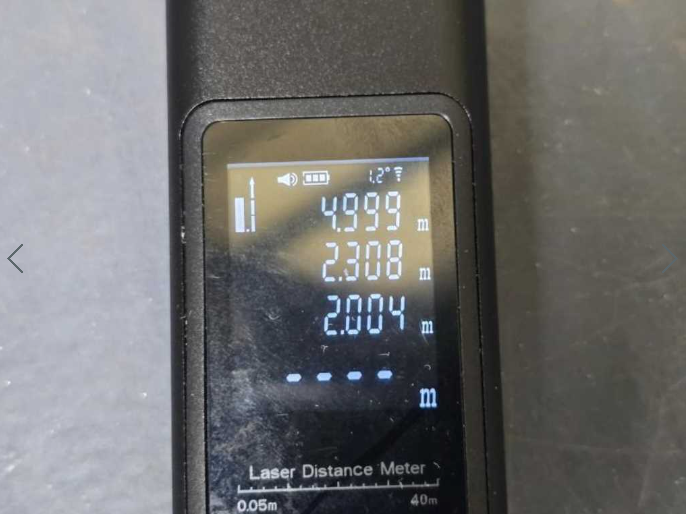 1.2°
4.999 m
2.308 m
2.004 m
- - - - m
Laser Distance Meter
0.05m 40m